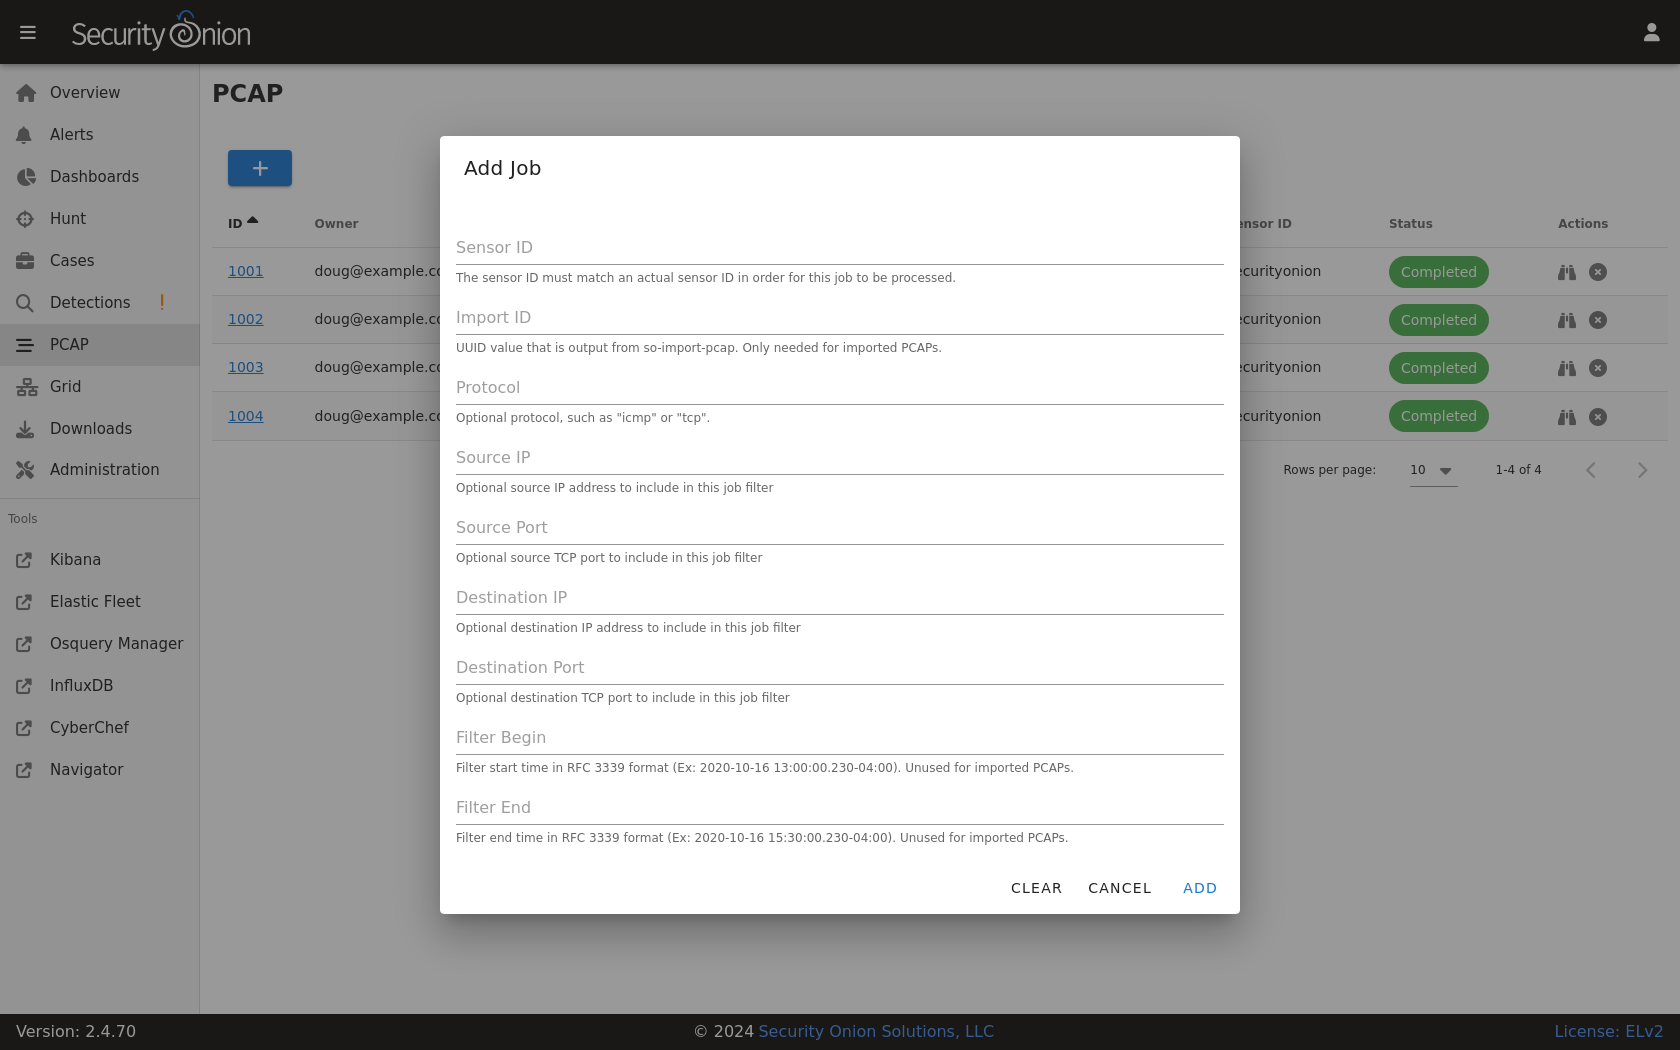 Security Onion
Overview
Alerts
Dashboards
Hunt
Cases
Detections !
PCAP
Grid
Downloads
Administration
Tools
Kibana
Elastic Fleet
Osquery Manager
InfluxDB
CyberChef
Navigator
PCAP
+
ID Owner ensor ID Status Actions
1001 doug@example.co ecurityonion Completed
1002 doug@example.co ecurityonion Completed
1003 doug@example.co ecurityonion Completed
1004 doug@example.co ecurityonion Completed
Rows per page: 10 1-4 of 4
Add Job
Sensor ID
The sensor ID must match an actual sensor ID in order for this job to be processed.
Import ID
UUID value that is output from so-import-pcap. Only needed for imported PCAPs.
Protocol
Optional protocol, such as "icmp" or "tcp".
Source IP
Optional source IP address to include in this job filter
Source Port
Optional source TCP port to include in this job filter
Destination IP
Optional destination IP address to include in this job filter
Destination Port
Optional destination TCP port to include in this job filter
Filter Begin
Filter start time in RFC 3339 format (Ex: 2020-10-16 13:00:00.230-04:00). Unused for imported PCAPs.
Filter End
Filter end time in RFC 3339 format (Ex: 2020-10-16 15:30:00.230-04:00). Unused for imported PCAPs.
CLEAR CANCEL ADD
Version: 2.4.70 © 2024 Security Onion Solutions, LLC License: ELv2